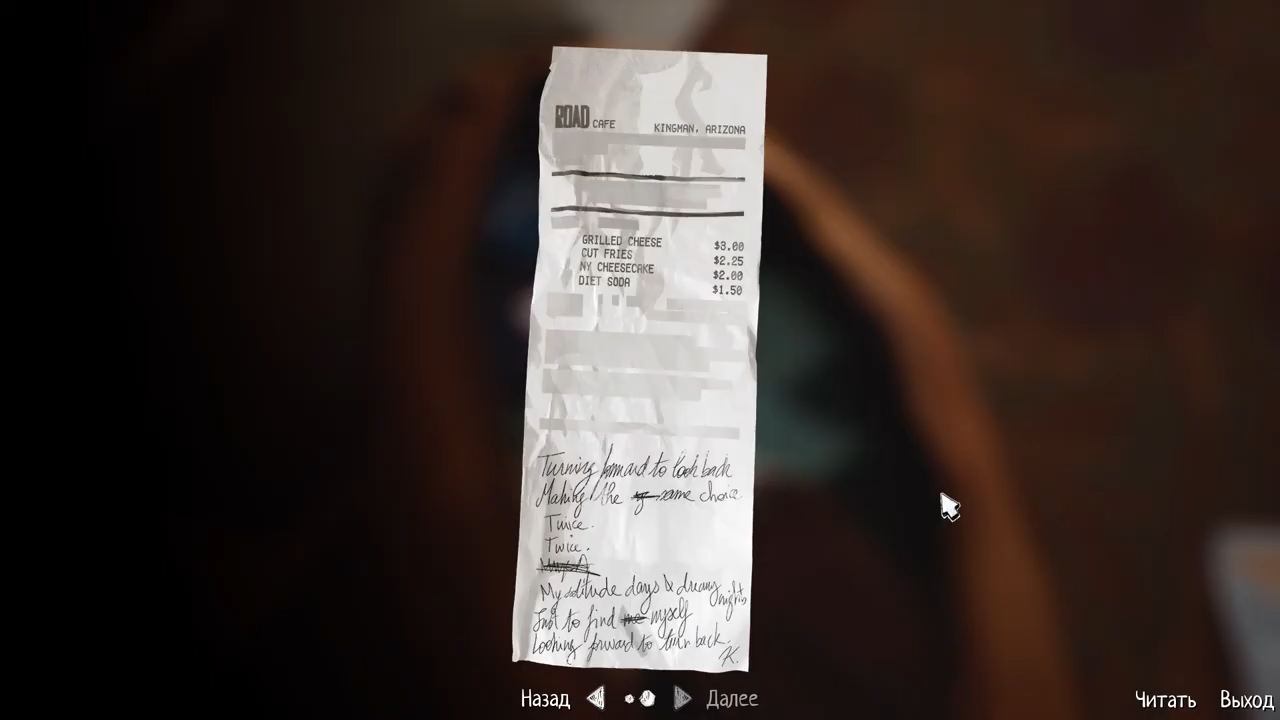 ROAD CAFE KINGMAN, ARIZONA
GRILLED CHEESE $3.00
CUT FRIES $2.25
NY CHEESECAKE $2.00
DIET SODA $1.50
Turning forward to look back
Making the same choice
Twice.
Twice.
My solitude days & dreamy nights
Just to find me myself
Looking forward to turn back.
K.
Назад Далее
Читать Выход